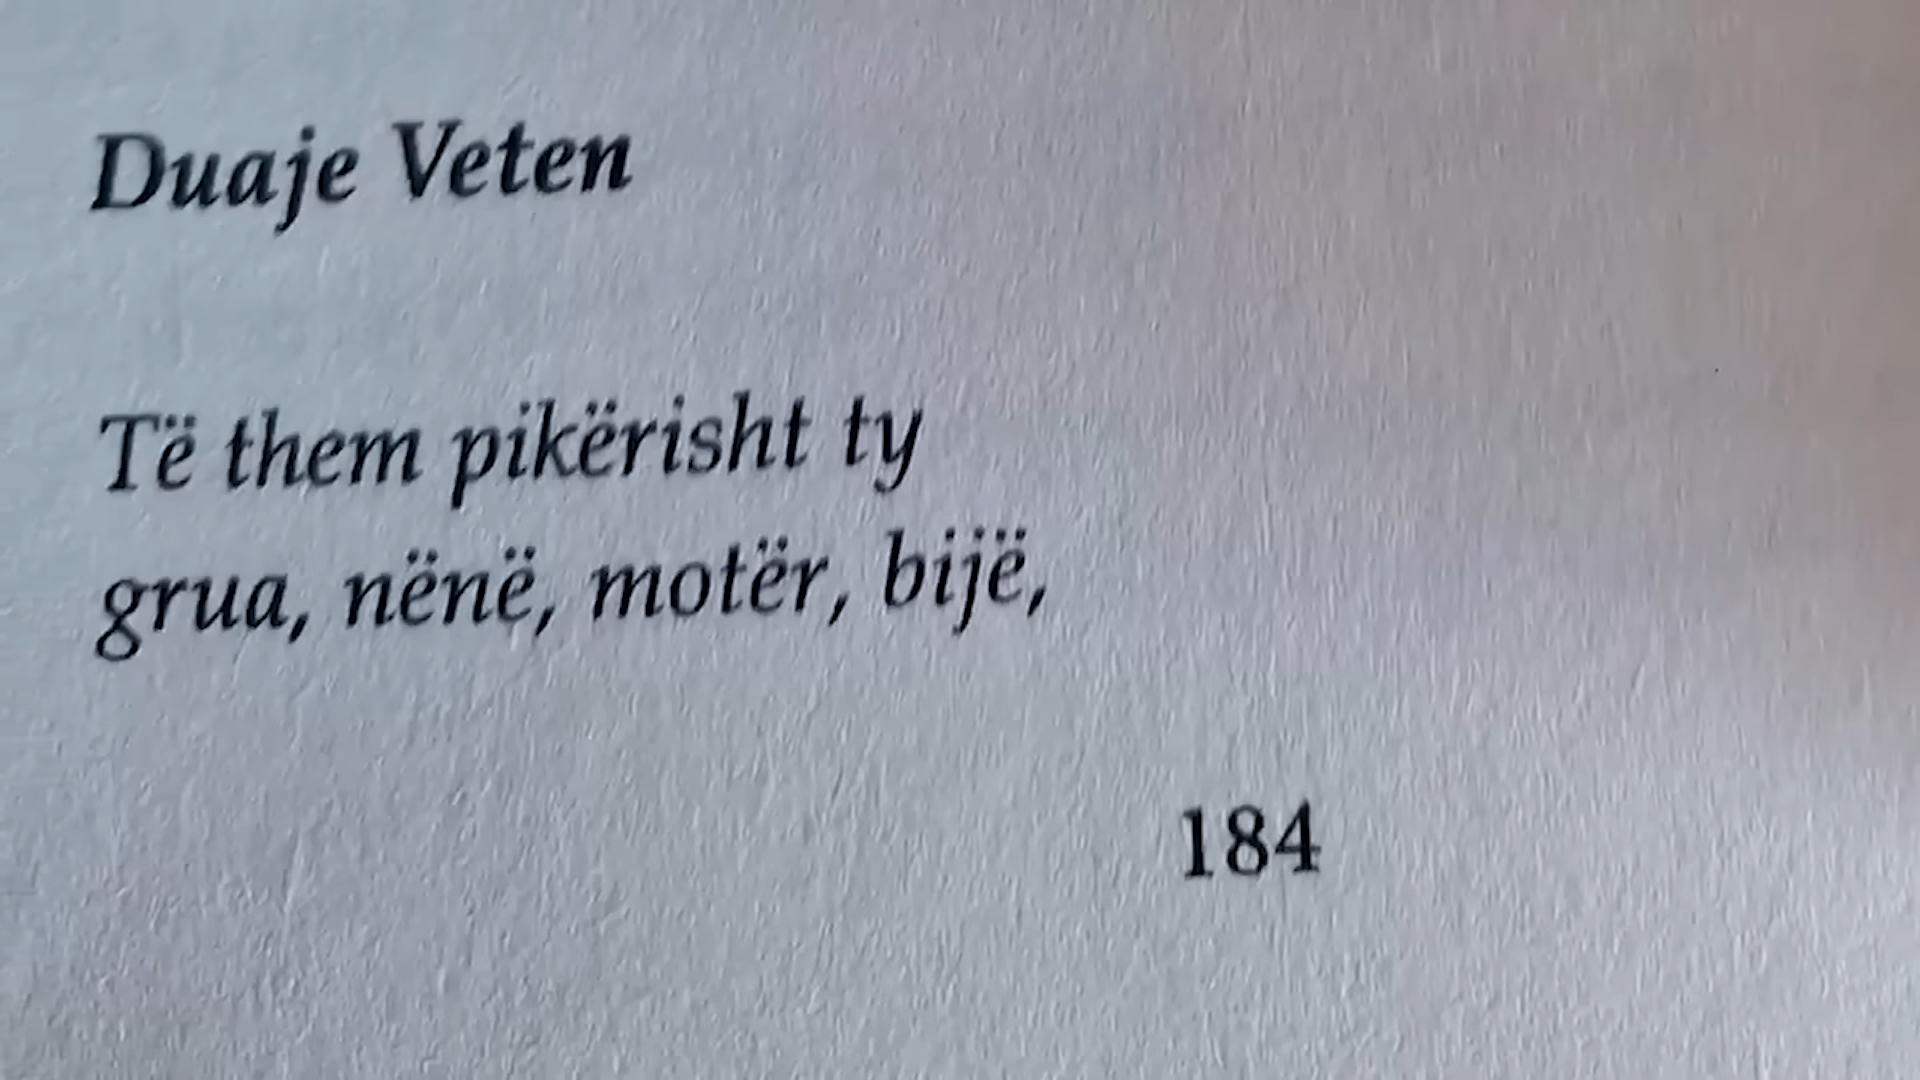 Duaje Veten
Të them pikërisht ty
grua, nënë, motër, bijë,
184